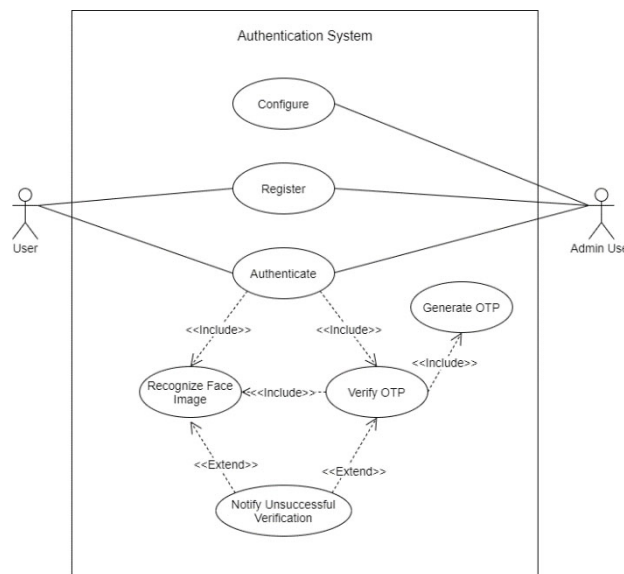 Authentication System
Configure
Register
User
Admin Use
Authenticate
Generate OTP
<<Include>>
<<Include>>
<<Include>>
Recognize Face
Image
<<Include>>
Verify OTP
<<Extend>>
<<Extend>>
Notify Unsuccessful
Verification